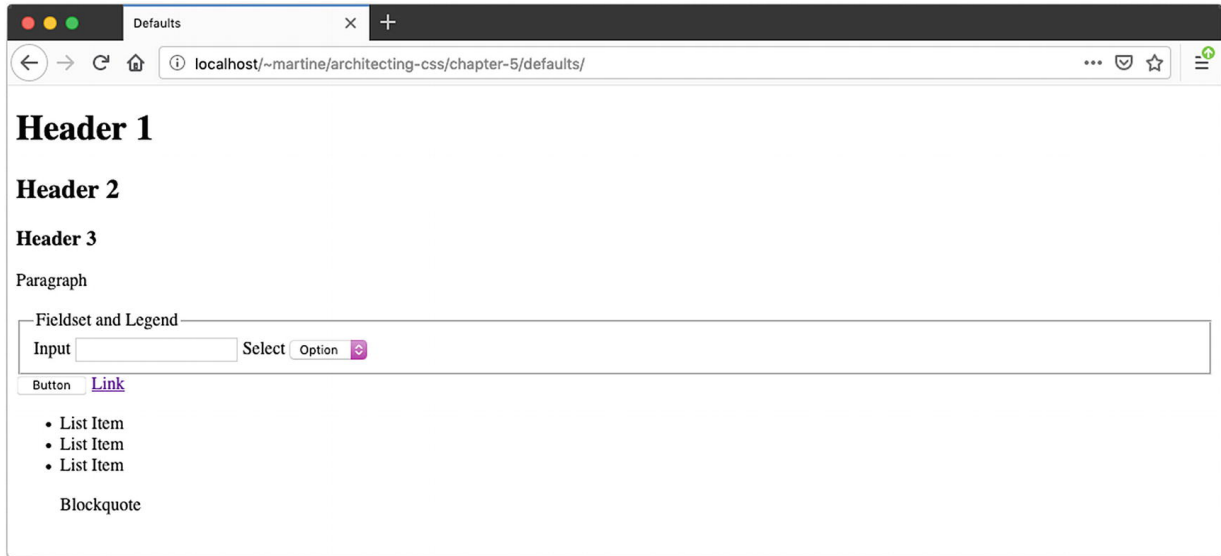 Defaults
localhost/~martine/architecting-css/chapter-5/defaults/
Header 1
Header 2
Header 3
Paragraph
Fieldset and Legend
Input Select Option
Button Link
• List Item
• List Item
• List Item
Blockquote